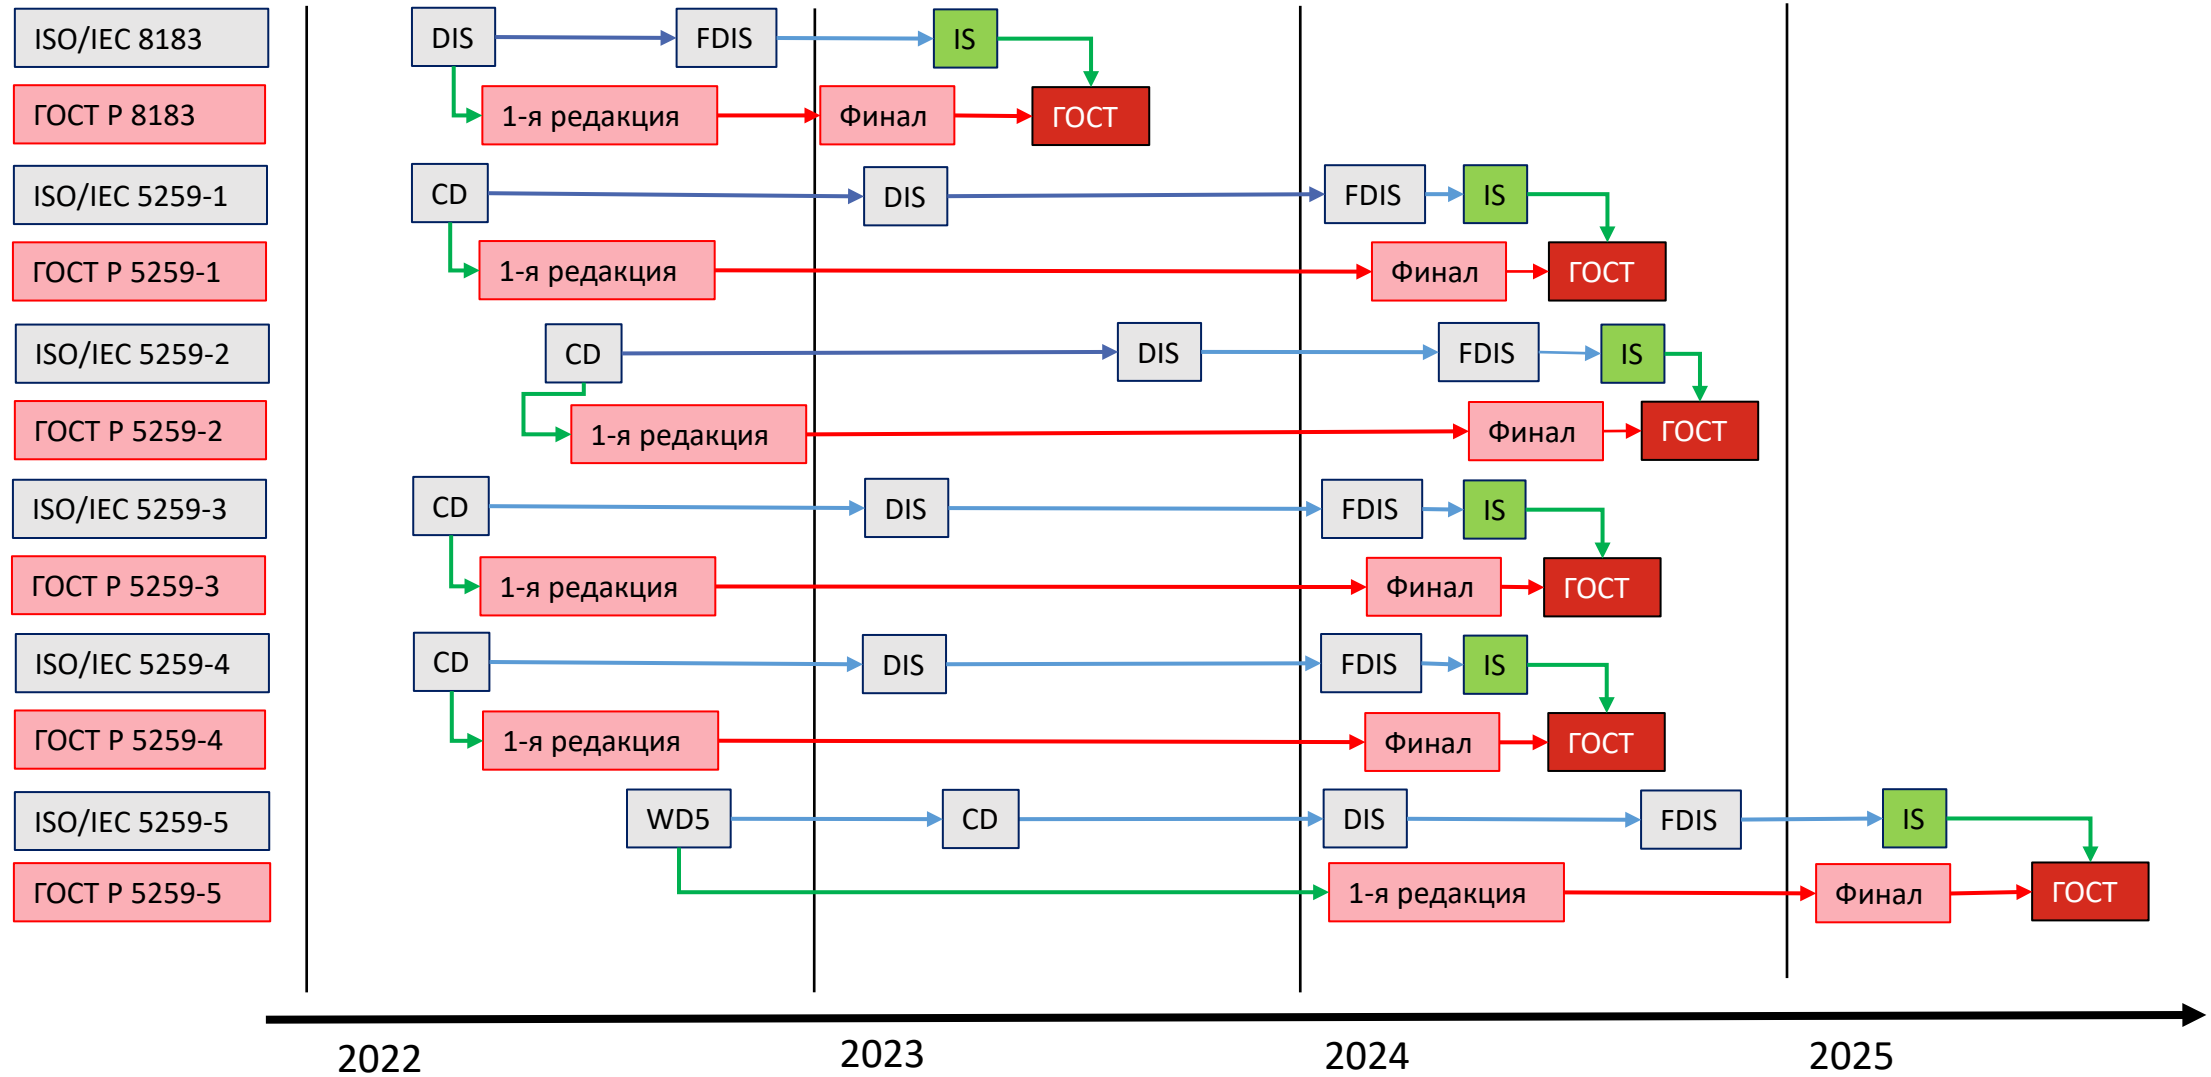 ISO/IEC 8183 DIS FDIS IS
ГОСТ Р 8183 1-я редакция Финал ГОСТ
ISO/IEC 5259-1 CD DIS FDIS IS
ГОСТ Р 5259-1 1-я редакция Финал ГОСТ
ISO/IEC 5259-2 CD DIS FDIS IS
ГОСТ Р 5259-2 1-я редакция Финал ГОСТ
ISO/IEC 5259-3 CD DIS FDIS IS
ГОСТ Р 5259-3 1-я редакция Финал ГОСТ
ISO/IEC 5259-4 CD DIS FDIS IS
ГОСТ Р 5259-4 1-я редакция Финал ГОСТ
ISO/IEC 5259-5 WD5 CD DIS FDIS IS
ГОСТ Р 5259-5 1-я редакция Финал ГОСТ
2022 2023 2024 2025